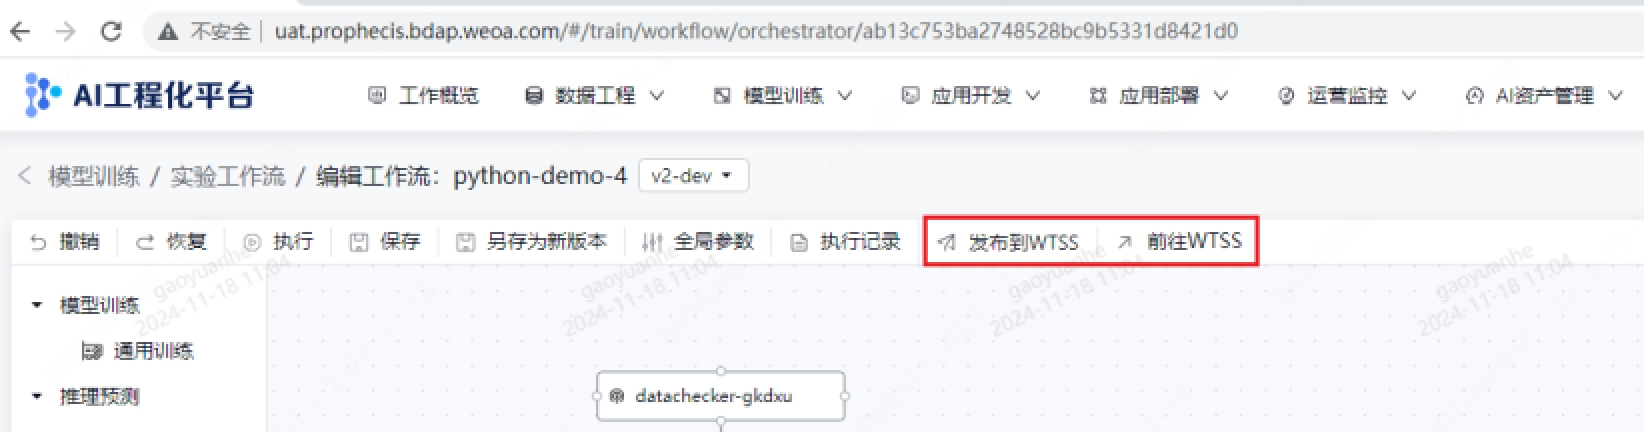 不安全 | uat.prophecis.bdap.weoa.com/#/train/workflow/orchestrator/ab13c753ba2748528bc9b5331d8421d0
AI工程化平台 工作概览 数据工程 模型训练 应用开发 应用部署 运营监控 AI资产管理
模型训练 / 实验工作流 / 编辑工作流：python-demo-4 v2-dev
撤销 恢复 执行 保存 另存为新版本 全局参数 执行记录 发布到WTSS 前往WTSS
gaoyuanhe
2024-11-18 11:04
gaoyuanhe
2024-11-18 11:04
gaoyuanhe
2024-11-18 11:04
gaoyuanhe
2024-11-18 11:04
模型训练
通用训练
推理预测
datachecker-gkdxu